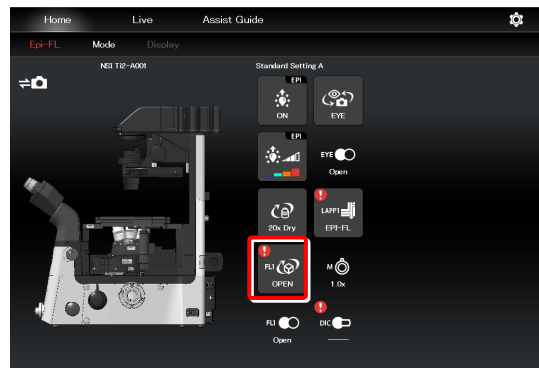 Home Live Assist Guide
Epi-FL Mode Display
NSI Ti2-A001
Standard Setting A
EPI
ON
EYE
EPI
EYE
Open
20x Dry
LAPP1
EPI-FL
FL1
OPEN
M
1.0x
FL1
Open
DIC